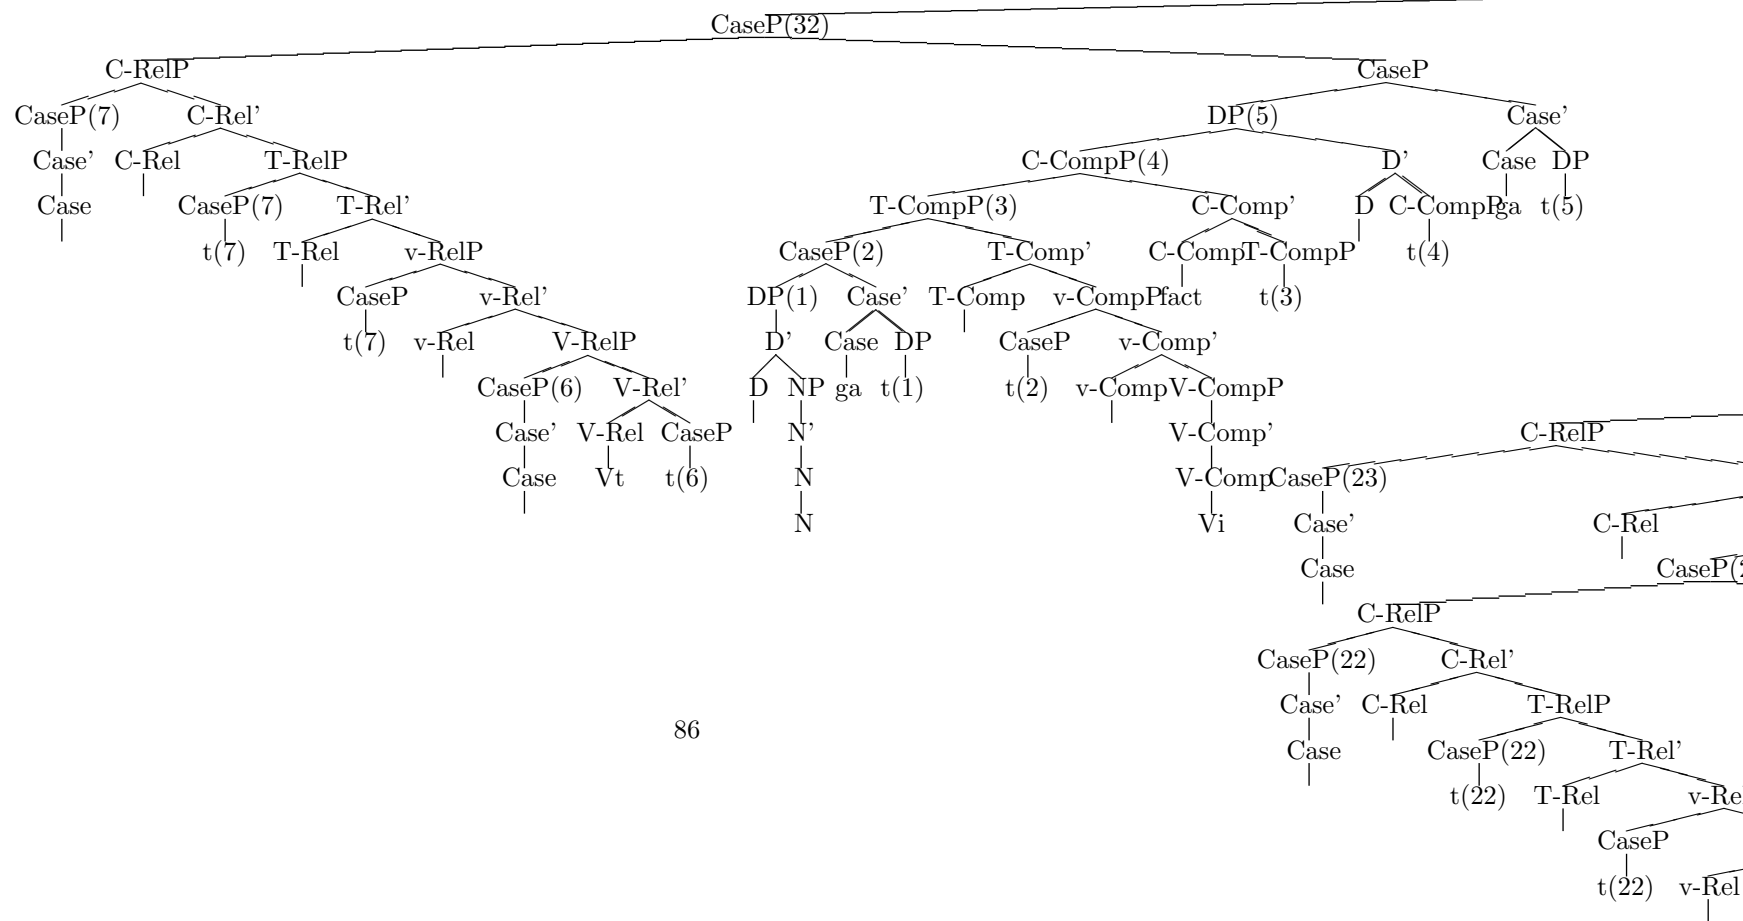 CaseP(32)
C-RelP CaseP
CaseP(7) C-Rel' DP(5) Case'
Case' C-Rel T-RelP C-CompP(4) D' Case DP
Case CaseP(7) T-Rel' T-CompP(3) C-Comp' D C-CompP ga t(5)
t(7) T-Rel v-RelP CaseP(2) T-Comp' C-Comp T-CompP t(4)
CaseP v-Rel' DP(1) Case' T-Comp v-CompP fact t(3)
t(7) v-Rel V-RelP D' Case DP CaseP v-Comp'
CaseP(6) V-Rel' D NP ga t(1) t(2) v-Comp V-CompP
Case' V-Rel CaseP N' V-Comp' C-RelP
Case Vt t(6) N V-Comp CaseP(23)
N Vi Case' C-Rel
Case CaseP(2
C-RelP
CaseP(22) C-Rel'
Case' C-Rel T-RelP
86
Case CaseP(22) T-Rel'
t(22) T-Rel v-Re
CaseP
t(22) v-Rel